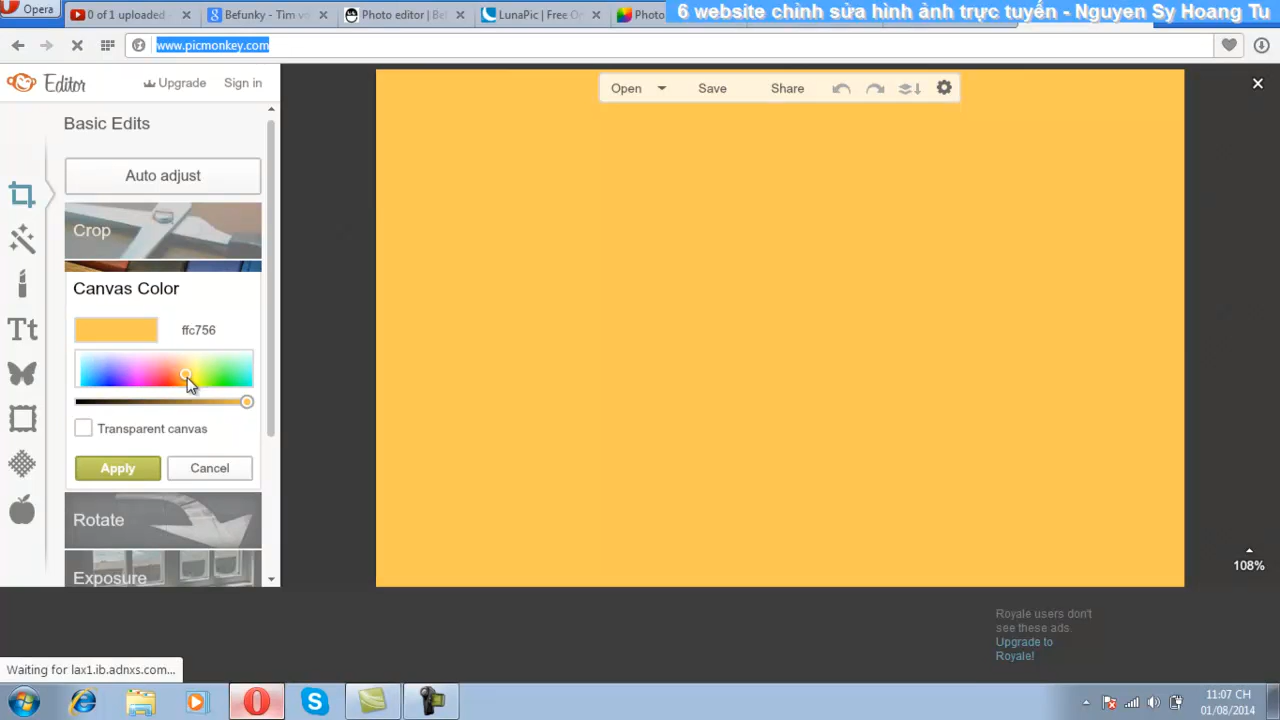 Opera
0 of 1 uploaded -
Befunky - Tìm vớ
Photo editor | Be
LunaPic | Free O
Photo
6 website chỉnh sửa hình ảnh trực tuyến - Nguyen Sy Hoang Tu
www.picmonkey.com
Editor
Upgrade
Sign in
Open
Save
Share
Basic Edits
Auto adjust
Crop
Canvas Color
ffc756
Transparent canvas
Apply
Cancel
Rotate
Exposure
108%
Royale users don't
see these ads.
Upgrade to
Royale!
Waiting for lax1.ib.adnxs.com...
11:07 CH
01/08/2014